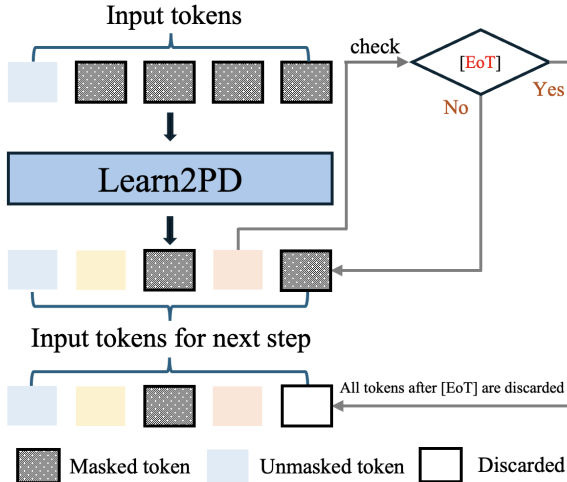 Input tokens
check
[EoT]
Yes
No
Learn2PD
Input tokens for next step
All tokens after [EoT] are discarded
Masked token
Unmasked token
Discarded